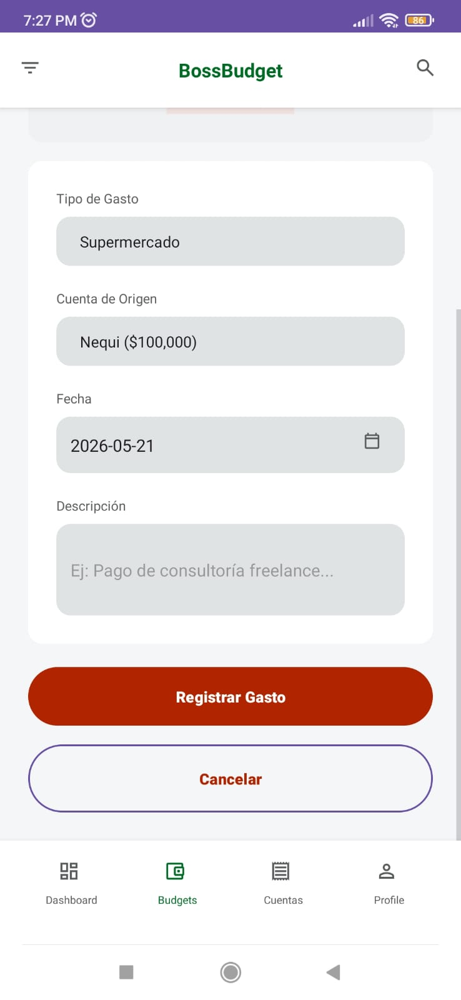 7:27 PM
86
BossBudget
Tipo de Gasto
Supermercado
Cuenta de Origen
Nequi ($100,000)
Fecha
2026-05-21
Descripción
Ej: Pago de consultoría freelance...
Registrar Gasto
Cancelar
Dashboard
Budgets
Cuentas
Profile